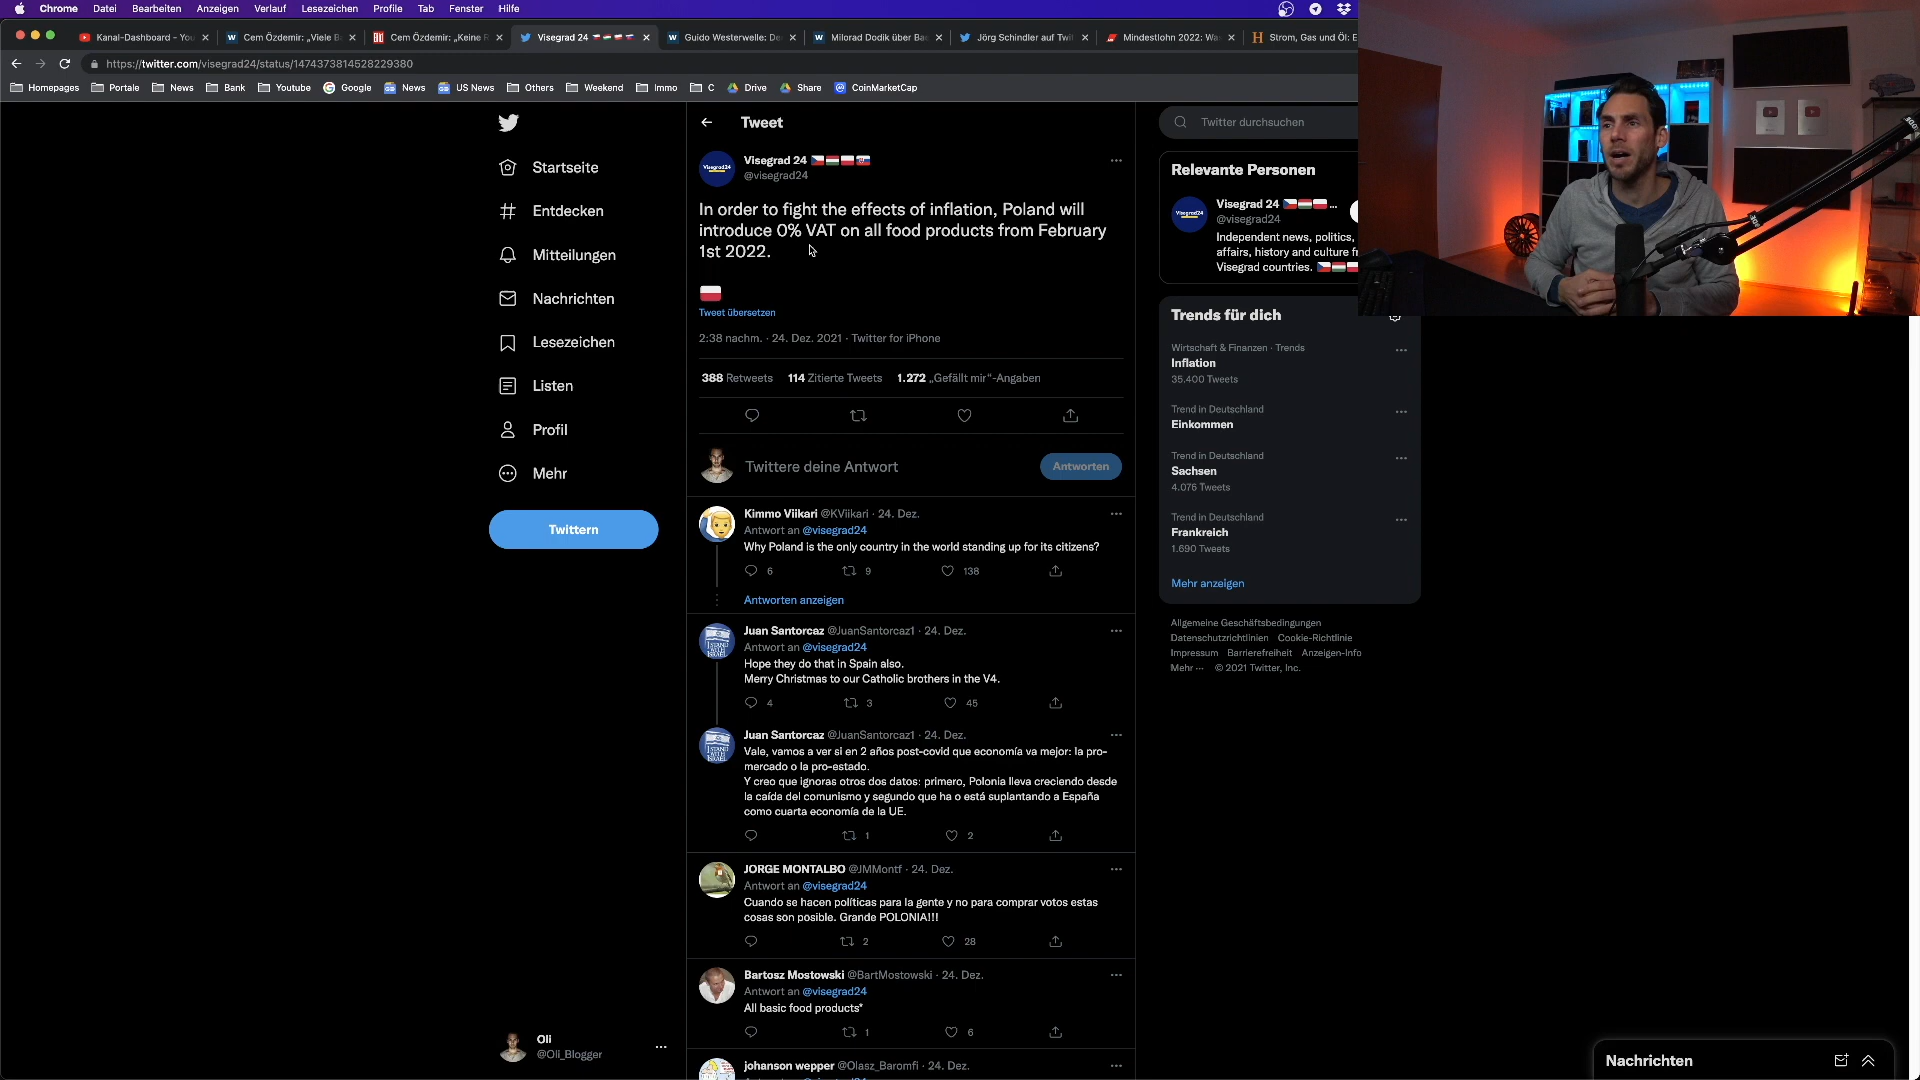 Chrome Datei Bearbeiten Anzeigen Verlauf Lesezeichen Profile Tab Fenster Hilfe
Kanal-Dashboard - You
Cem Özdemir: „Viele B
Cem Özdemir: „Keine R
Visegrad 24
Guido Westerwelle: De
Milorad Dodik über Bae
Jörg Schindler auf Twit
Mindestlohn 2022: Wa
Strom, Gas und Öl: E
https://twitter.com/visegrad24/status/1474373814528229380
Homepages Portale News Bank Youtube Google News US News Others Weekend Immo C Drive Share CoinMarketCap
Startseite
Entdecken
Mitteilungen
Nachrichten
Lesezeichen
Listen
Profil
Mehr
Twittern
Oli
@Oli_Blogger
Tweet
Visegrad24
Visegrad 24
@visegrad24
In order to fight the effects of inflation, Poland will
introduce 0% VAT on all food products from February
1st 2022.
Tweet übersetzen
2:38 nachm. · 24. Dez. 2021 · Twitter for iPhone
388 Retweets 114 Zitierte Tweets 1.272 „Gefällt mir“-Angaben
Twittere deine Antwort
Antworten
Kimmo Viikari @KViikari · 24. Dez.
Antwort an @visegrad24
Why Poland is the only country in the world standing up for its citizens?
6 9 138
Antworten anzeigen
Juan Santorcaz @JuanSantorcaz1 · 24. Dez.
Antwort an @visegrad24
Hope they do that in Spain also.
Merry Christmas to our Catholic brothers in the V4.
4 3 45
Juan Santorcaz @JuanSantorcaz1 · 24. Dez.
Vale, vamos a ver si en 2 años post-covid que economía va mejor: la pro-
mercado o la pro-estado.
Y creo que ignoras otros dos datos: primero, Polonia lleva creciendo desde
la caída del comunismo y segundo que ha o está suplantando a España
como cuarta economía de la UE.
1 2
JORGE MONTALBO @JMMontf · 24. Dez.
Antwort an @visegrad24
Cuando se hacen políticas para la gente y no para comprar votos estas
cosas son posible. Grande POLONIA!!!
2 28
Bartosz Mostowski @BartMostowski · 24. Dez.
Antwort an @visegrad24
All basic food products*
1 6
johanson wepper @Olasz_Baromfi · 24. Dez.
Twitter durchsuchen
Relevante Personen
Visegrad24
Visegrad 24 ...
@visegrad24
Independent news, politics,
affairs, history and culture f
Visegrad countries.
Trends für dich
Wirtschaft & Finanzen · Trends
Inflation
35.400 Tweets
Trend in Deutschland
Einkommen
Trend in Deutschland
Sachsen
4.076 Tweets
Trend in Deutschland
Frankreich
1.690 Tweets
Mehr anzeigen
Allgemeine Geschäftsbedingungen
Datenschutzrichtlinien Cookie-Richtlinie
Impressum Barrierefreiheit Anzeigen-Info
Mehr ··· © 2021 Twitter, Inc.
Nachrichten